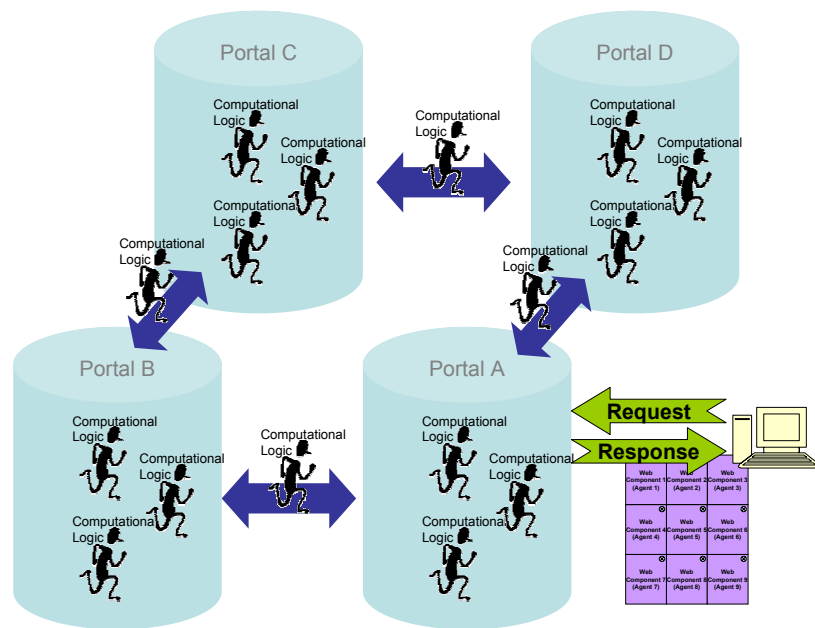 Portal C
Computational
Logic
Computational
Logic
Computational
Logic
Computational
Logic
Portal D
Computational
Logic
Computational
Logic
Computational
Logic
Computational
Logic
Computational
Logic
Portal B
Computational
Logic
Computational
Logic
Computational
Logic
Computational
Logic
Portal A
Computational
Logic
Computational
Logic
Computational
Logic
Request
Response
Web
Component 1
(Agent 1)
Web
Component 2
(Agent 2)
Web
Component 3
(Agent 3)
Web
Component 4
(Agent 4)
Web
Component 5
(Agent 5)
Web
Component 6
(Agent 6)
Web
Component 7
(Agent 7)
Web
Component 8
(Agent 8)
Web
Component 9
(Agent 9)